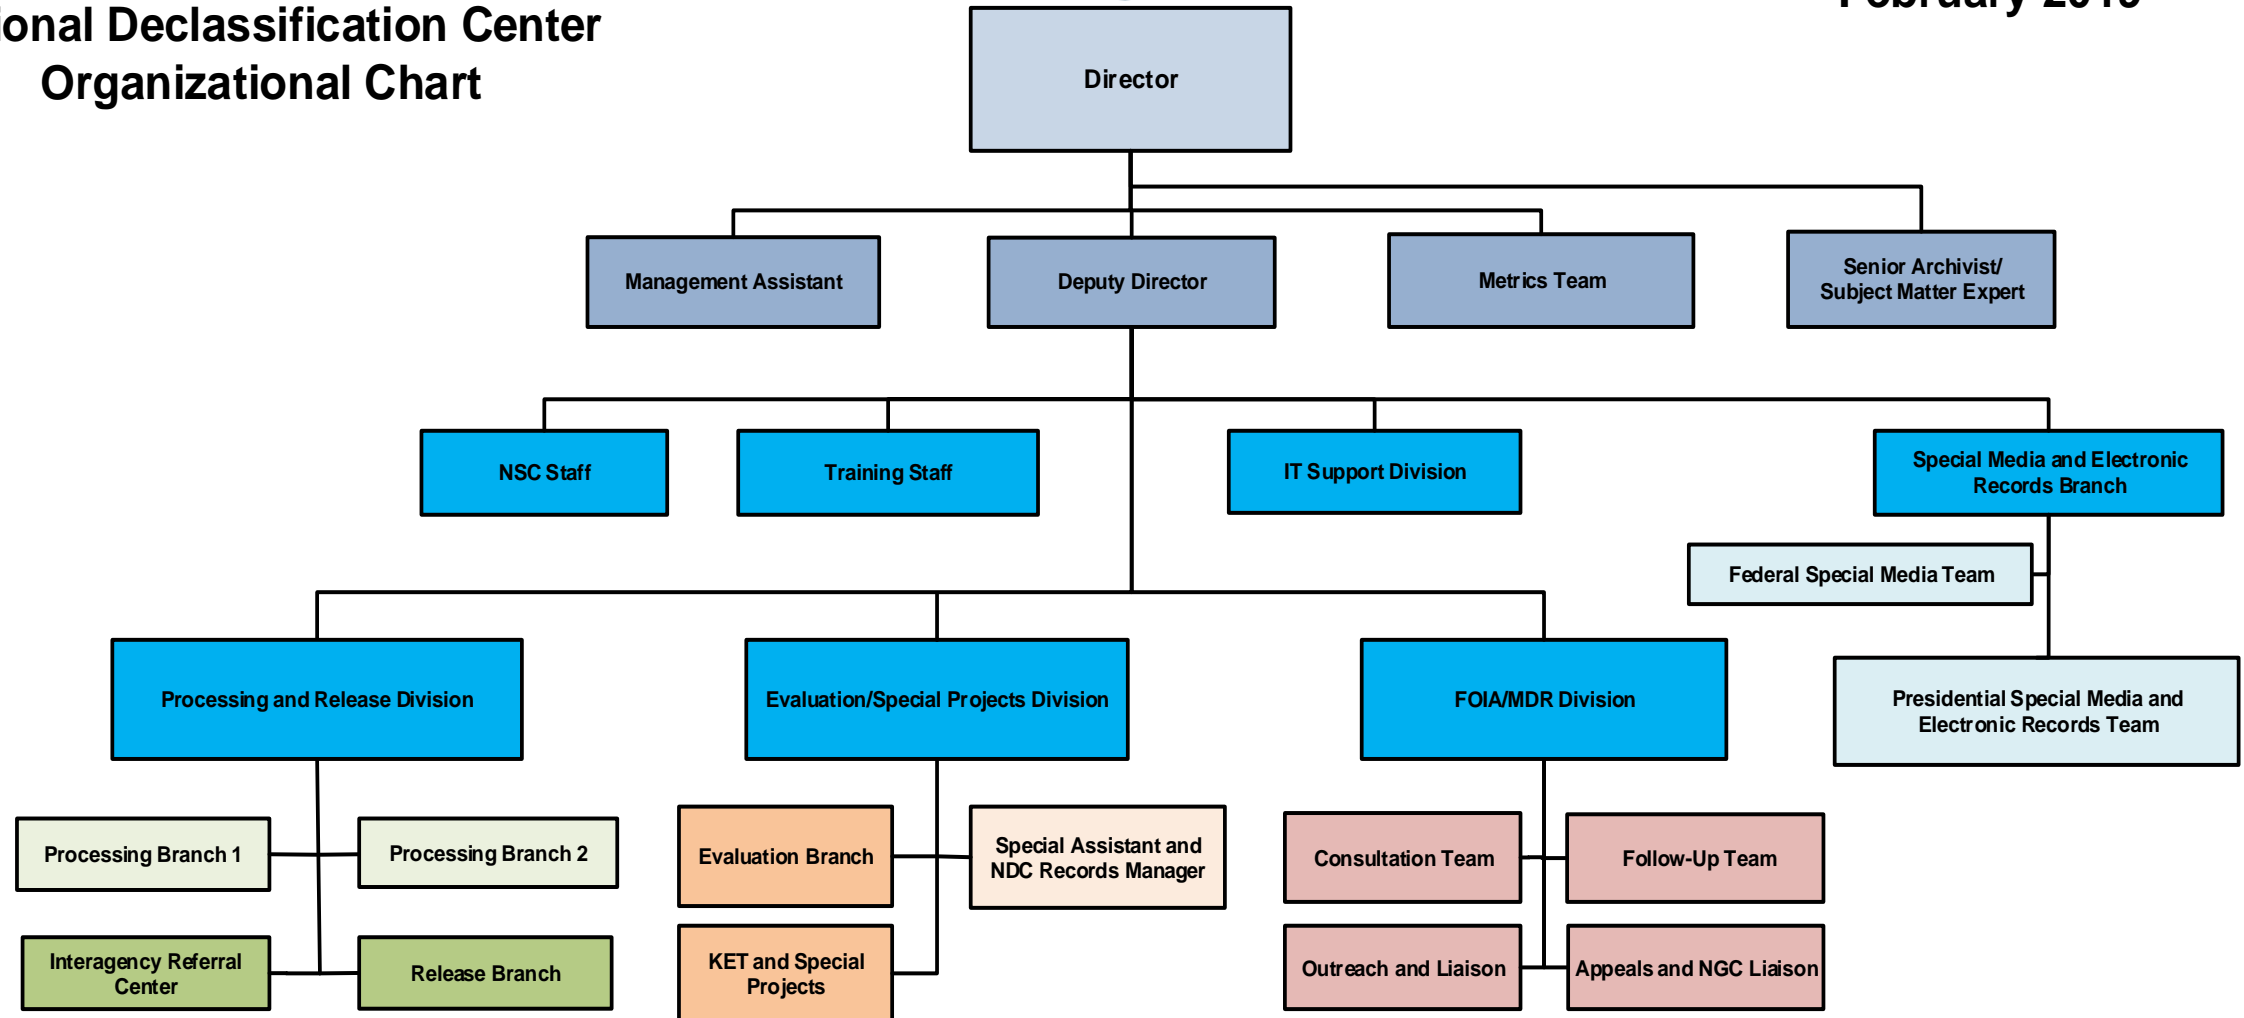 ional Declassification Center
Organizational Chart
Director
Management Assistant
Deputy Director
Metrics Team
Senior Archivist/
Subject Matter Expert
NSC Staff
Training Staff
IT Support Division
Special Media and Electronic
Records Branch
Federal Special Media Team
Presidential Special Media and
Electronic Records Team
Processing and Release Division
Evaluation/Special Projects Division
FOIA/MDR Division
Processing Branch 1
Processing Branch 2
Interagency Referral
Center
Release Branch
Evaluation Branch
Special Assistant and
NDC Records Manager
KET and Special
Projects
Consultation Team
Follow-Up Team
Outreach and Liaison
Appeals and NGC Liaison